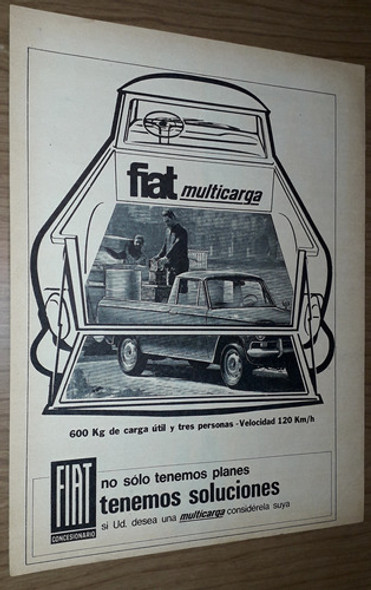 fiat multicarga
600 Kg de carga útil y tres personas - Velocidad 120 Km/h
FIAT
CONCESIONARIO
no sólo tenemos planes
tenemos soluciones
si Ud. desea una multicarga considérela suya